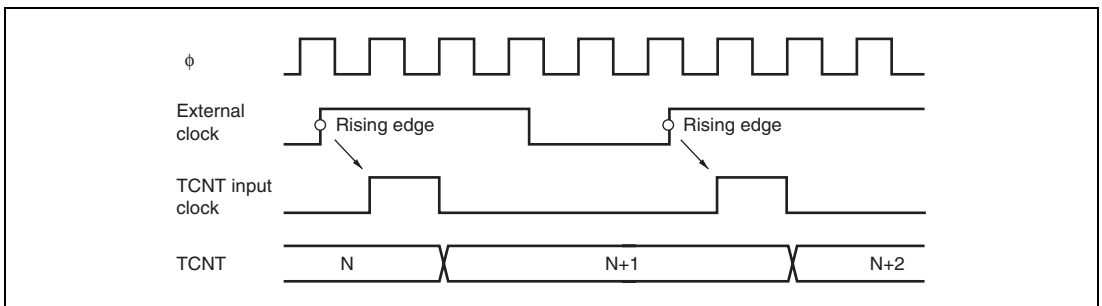 ϕ
External
clock
Rising edge
Rising edge
TCNT input
clock
TCNT
N
N+1
N+2